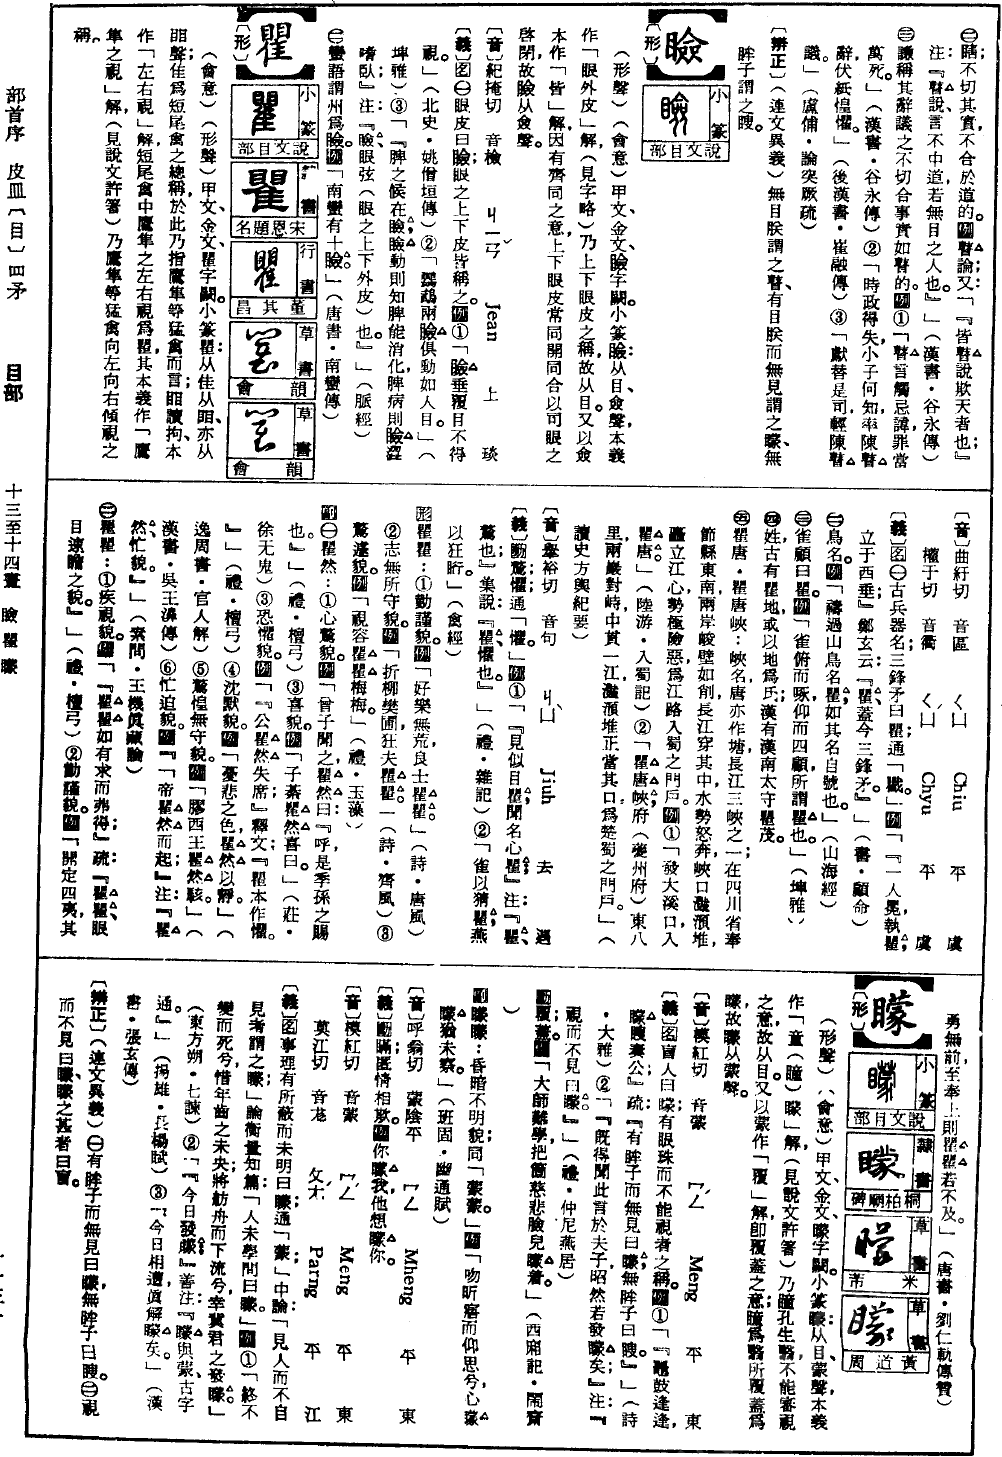 ㊁瞎不切其實不合於道的。例瞽論又「『皆瞽說欺天者也』
注：『瞽說言不中道若無目之人也。』」（漢書・谷永傳）
㊂謙稱其辭議之不切合事實如瞽的。例①「瞽言觸忌諱罪當
萬死。」（漢書・谷永傳）②「時政得失小子何知率陳瞽
辭伏紙惶懼。」（後漢書・崔融傳）③「獻替是司輕陳瞽
議。」（盧俌・論突厥疏）
〔辨正〕（連文異義）無目朕謂之瞽、有目朕而無見謂之矇、無
眸子謂之瞍。
瞼
〔形〕
小篆
說文目部
（形聲）（會意）甲文、金文、瞼字闕。小篆瞼：从目、僉聲、本義
作「眼外皮」解（見字略）乃上下眼皮之稱、故从目。又以僉
本作「皆」解、因有齊同之意、上下眼皮常同開同合以司眼之
啓閉、故瞼从僉聲。
〔音〕紀掩切　音檢　ㄐㄧㄢˇ　Jean　上　琰
〔義〕名㊀眼皮曰瞼、眼之上下皮皆稱之。例①「瞼垂覆目不得
視。」（北史・姚僧垣傳）②「鸚鵡兩瞼俱動如人目。」（
埤雅）③「『脾之候在瞼、瞼動則知脾能消化、脾病則瞼澀
嗜臥』注：『瞼眼弦（眼之上下外皮）也。』」（脈經）
㊁蠻語謂州爲瞼。例「南蠻有十瞼。」（唐書・南蠻傳）
瞿
〔形〕
小篆
說文目部
隸書
宋恩題名
行書
董其昌
草書
韻會
草書
韻會
（會意）（形聲）甲文、金文、瞿字闕。小篆瞿：从隹从䀠、亦从
䀠聲；隹爲短尾禽之總稱、於此乃指鷹隼等猛禽而言；䀠讀拘、本
作「左右視」解、短尾禽中鷹隼之左右視爲瞿、其本義作「鷹
隼之視」解（見說文許箸）乃鷹隼等猛禽向左向右傾視之
稱。
部首序　皮皿〔目〕四矛　目部　十三至十四畫　瞼瞿矇
〔音〕曲紆切　音區　ㄑㄩ　Chiu　平　虞
權于切　音衢　ㄑㄩˊ　Chyu　平　虞
〔義〕名㊀古兵器名；三鋒矛曰瞿、通「戵」。例「『一人冕執瞿、
立于西垂』鄭玄云：『瞿蓋今三鋒矛。』」（書・顧命）
㊁鳥名。例「禱過山鳥名瞿如其名自號也。」（山海經）
㊂雀顧曰瞿。例「雀俯而啄仰而四顧所謂瞿也。」（埤雅）
㊃姓、古有瞿地、或以地爲氏；漢有漢南太守瞿茂。
㊄瞿唐・瞿唐峽：峽名、唐亦作塘、長江三峽之一、在四川省奉
節縣東南、兩岸峻壁如削、長江穿其中、水勢怒奔、峽口灩澦堆
矗立江心、勢極險惡、爲江路入蜀之門戶。例①「發大溪口入
瞿唐。」（陸游・入蜀記）②「瞿唐峽府（夔州府）東八
里、兩巖對峙、中貫一江、灩澦堆正當其口、爲楚蜀之門戶。」（
讀史方輿紀要）
〔音〕舉裕切　音句　ㄐㄩˋ　Jiuh　去　遇
〔義〕動驚懼、通「懼」。例①「『見似目瞿聞名心瞿』注：『瞿、
驚也』集說：『瞿懼也。』」（禮・雜記）②「雀以猜瞿、燕
以狂盱。」（禽經）
形瞿瞿：①勤謹貌。例「好樂無荒、良士瞿瞿。」（詩・唐風）
②志無所守貌。例「折柳樊圃、狂夫瞿瞿。」（詩・齊風）③
驚遽貌。例「視容瞿瞿梅梅。」（禮・玉藻）
副㊀瞿然：①心驚貌。例「『曾子聞之瞿然曰：『呼、是季孫之賜
也。』」（禮・檀弓）②喜貌。例「子綦瞿然喜曰。」（莊・
徐无鬼）③恐懼貌。例「『公瞿然失席』釋文『瞿本作懼。
』」（禮・檀弓）④沈默貌。例「憂悲之色瞿然以靜。」（
逸周書・官人解）⑤驚惶無守貌。例「膠西王瞿然駭。」（
漢書・吳王濞傳）⑥忙迫貌。例「『帝瞿然而起』注：『瞿
然、忙貌。』」（素問・玉機眞藏論）
㊁瞿瞿：①疾視貌。例「『瞿瞿如有求而弗得』疏：『瞿瞿、眼
目速瞻之貌。』」（禮・檀弓）②勤謹貌。例「開定四夷、其
勇無前、至奉上則瞿瞿若不及。」（唐書・劉仁軌傳贊）
矇
〔形〕
小篆
說文目部
隸書
桐柏廟碑
草書
米芾
草書
黃道周
（形聲）（會意）甲文、金文、矇字闕。小篆矇：从目、蒙聲、本義
作「童（瞳）矇」解（見說文許箸）乃瞳孔生翳不能審視
之意、故从目。又以蒙作「覆」解、卽覆蓋之意；瞳爲翳所覆蓋爲
矇、故矇从蒙聲。
〔音〕模紅切　音蒙　ㄇㄥˊ　Meng　平　東
〔義〕名盲人曰矇；有眼珠而不能視者之稱。例①「『鼉鼓逢逢、
矇瞍奏公』疏：『有眸子而無見曰矇、無眸子曰瞍。』」（詩
・大雅）②「『旣得聞此言於夫子昭然若發矇矣』注：『
視而不見曰矇。』」（禮・仲尼燕居）
動覆蓋。例「大師難學、把箇慈悲臉兒矇着。」（西廂記・鬧齋
）
副矇矇：昏暗不明貌；同「蒙蒙」。例「昒昕寤而仰思兮、心矇
矇猶未察。」（班固・幽通賦）
〔音〕呼翁切　蒙陰平　ㄇㄥ　Mheng　平　東
〔義〕動瞞；匿情相欺。例你矇我、他想矇你。
〔音〕模紅切　音蒙　ㄇㄥˊ　Meng　平　東
莫江切　音尨　ㄆㄤˊ　Parng　平　江
〔義〕名事理有所蔽而未明曰矇、通「蒙」；中論「見人而不自
見者謂之矇」論衡量知篇「人未學問曰矇。」例①「終不
變而死兮、惜年齒之未央、將舫舟而下流兮、幸冀君之發矇」
（東方朔・七諫）②「『今日發矇』善注：『矇與蒙、古字
通。』」（揚雄・長楊賦）③「今日相遭、眞解矇矣。」（漢
書・張玄傳）
〔辨正〕（連文異義）㊀有眸子而無見曰矇、無眸子曰瞍。㊁視
而不見曰矇、矇之甚者曰盲。